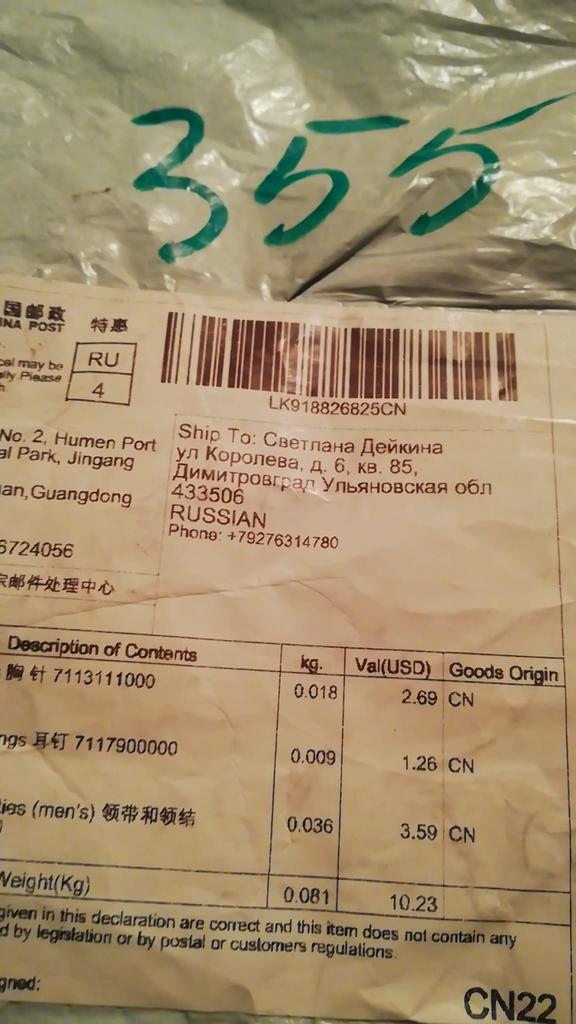 355
国邮政
INA POST
特惠
RU
4
may be
Please
LK918826825CN
No. 2, Humen Port
al Park, Jingang
an,Guangdong
6724056
邮件处理中心
Ship To: Светлана Дейкина
ул Королева, д. 6, кв. 85,
Димитровград Ульяновская обл
433506
RUSSIAN
Phone: +79276314780
Description of Contents kg. Val(USD) Goods Origin
胸针 7113111000 0.018 2.69 CN
ngs 耳钉 7117900000 0.009 1.26 CN
ies (men's) 领带和领结 0.036 3.59 CN
)
Weight(Kg) 0.081 10.23
given in this declaration are correct and this item does not contain any
d by legislation or by postal or customers regulations.
gned:
CN22